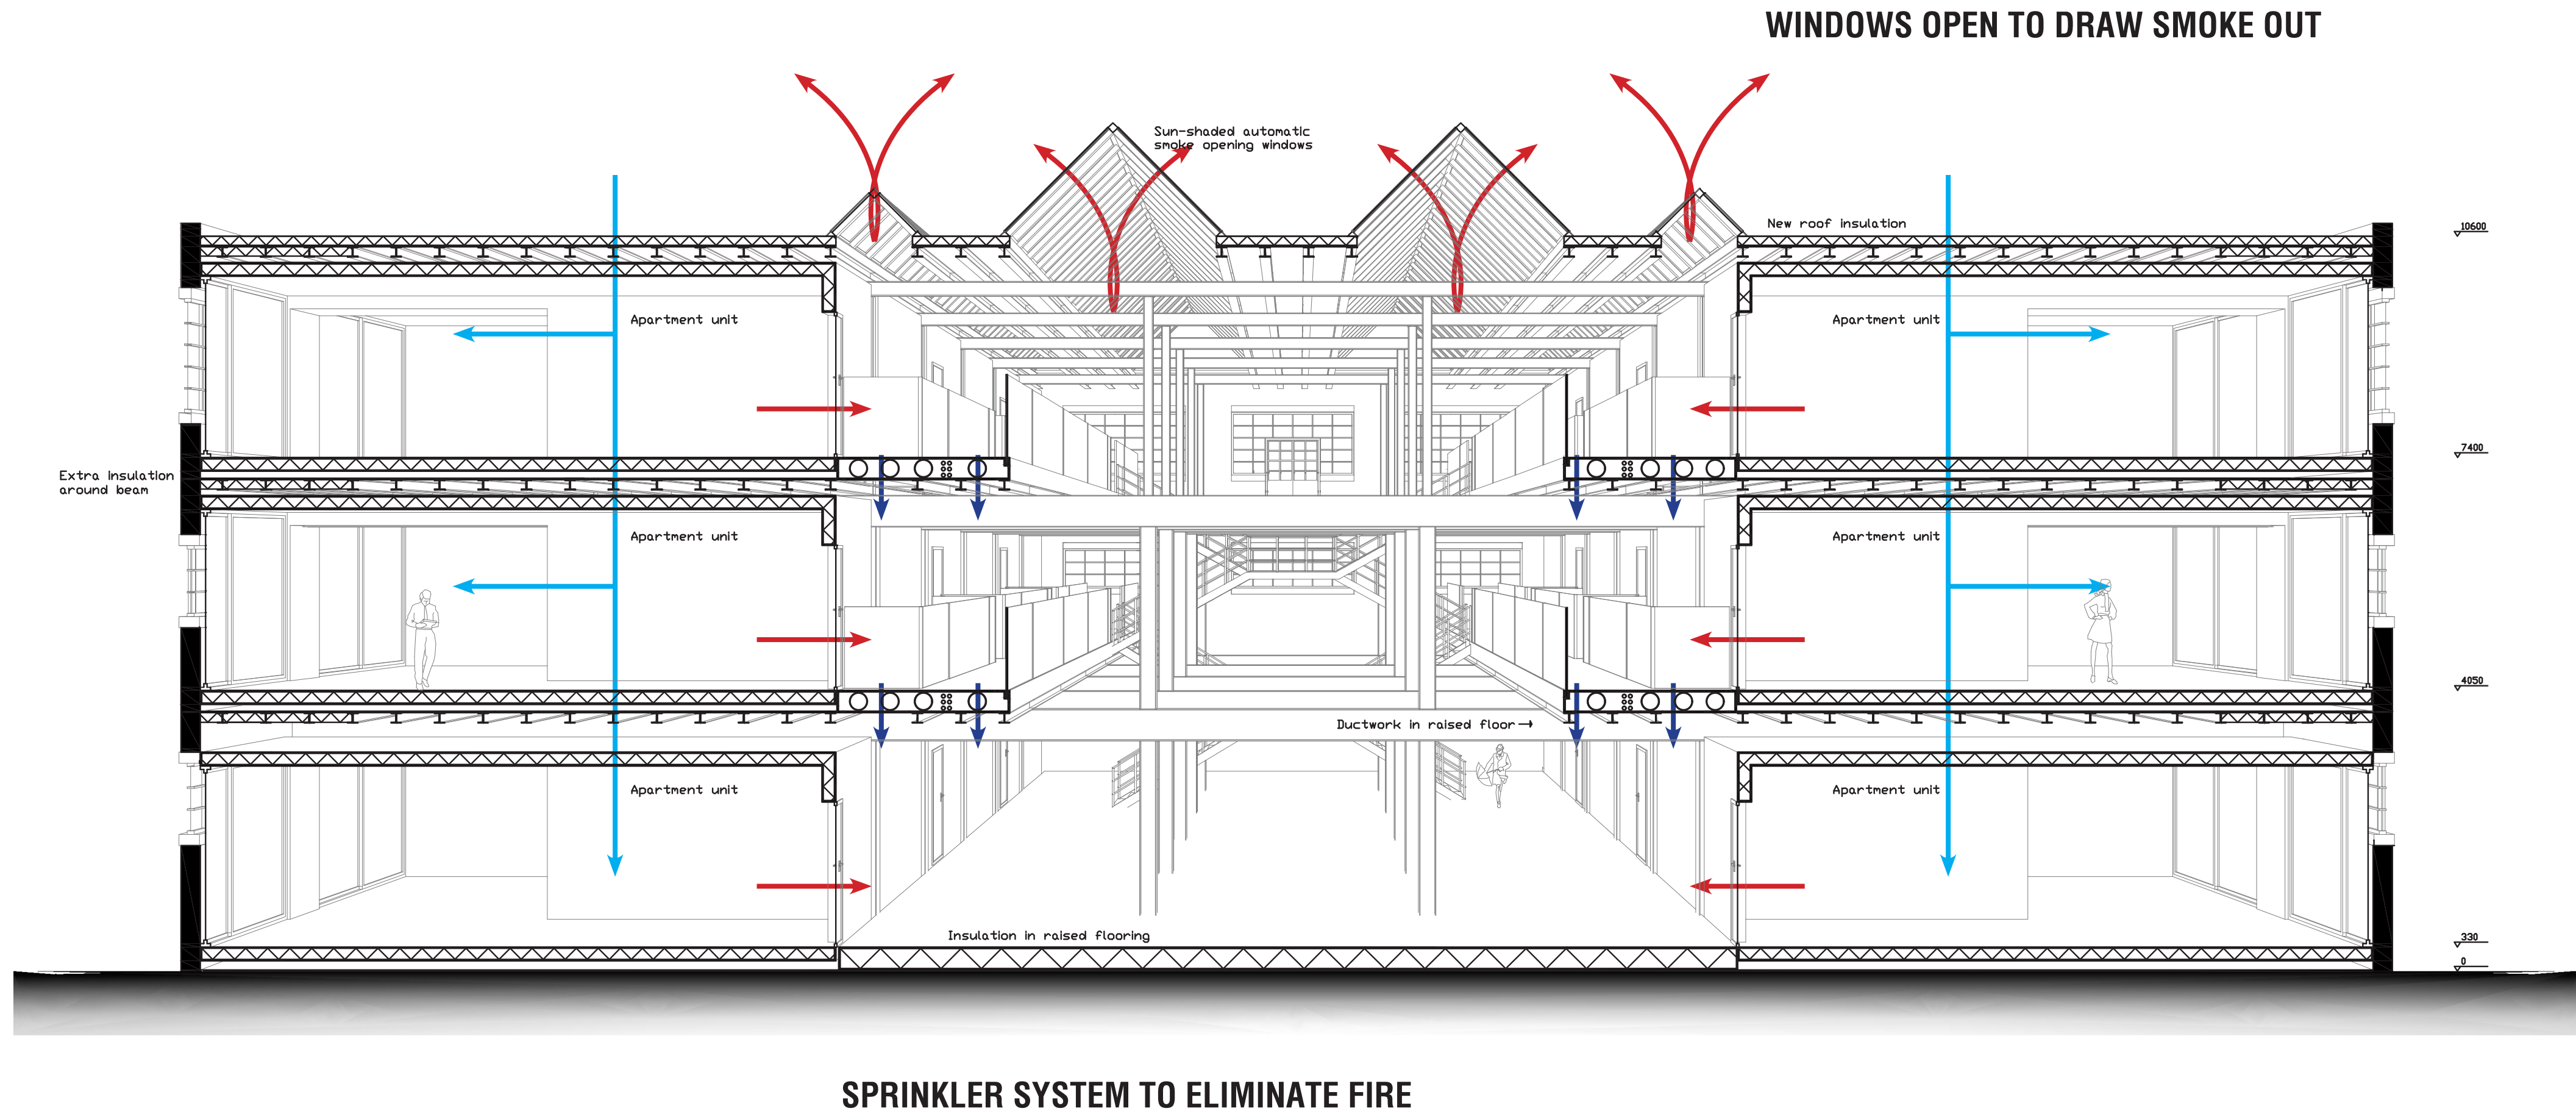 WINDOWS OPEN TO DRAW SMOKE OUT
Sun-shaded automatic
smoke opening windows
New roof insulation
10600
Apartment unit
Apartment unit
7400
Extra insulation
around beam
Apartment unit
Apartment unit
4050
Ductwork in raised floor→
Apartment unit
Apartment unit
Insulation in raised flooring
330
0
SPRINKLER SYSTEM TO ELIMINATE FIRE